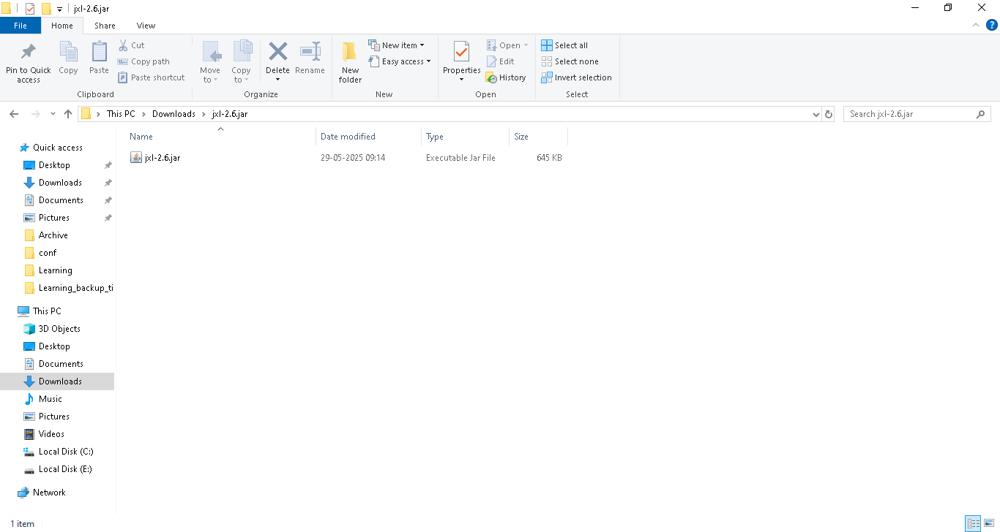 jxl-2.6.jar
File Home Share View
Pin to Quick access
Copy
Paste
Cut
Copy path
Paste shortcut
Clipboard
Move to
Copy to
Delete
Rename
Organize
New folder
New item
Easy access
New
Properties
Open
Edit
History
Open
Select all
Select none
Invert selection
Select
This PC > Downloads > jxl-2.6.jar
Search jxl-2.6.jar
Name Date modified Type Size
jxl-2.6.jar 29-05-2025 09:14 Executable Jar File 645 KB
Quick access
Desktop
Downloads
Documents
Pictures
Archive
conf
Learning
Learning_backup_ti
This PC
3D Objects
Desktop
Documents
Downloads
Music
Pictures
Videos
Local Disk (C:)
Local Disk (E:)
Network
1 item